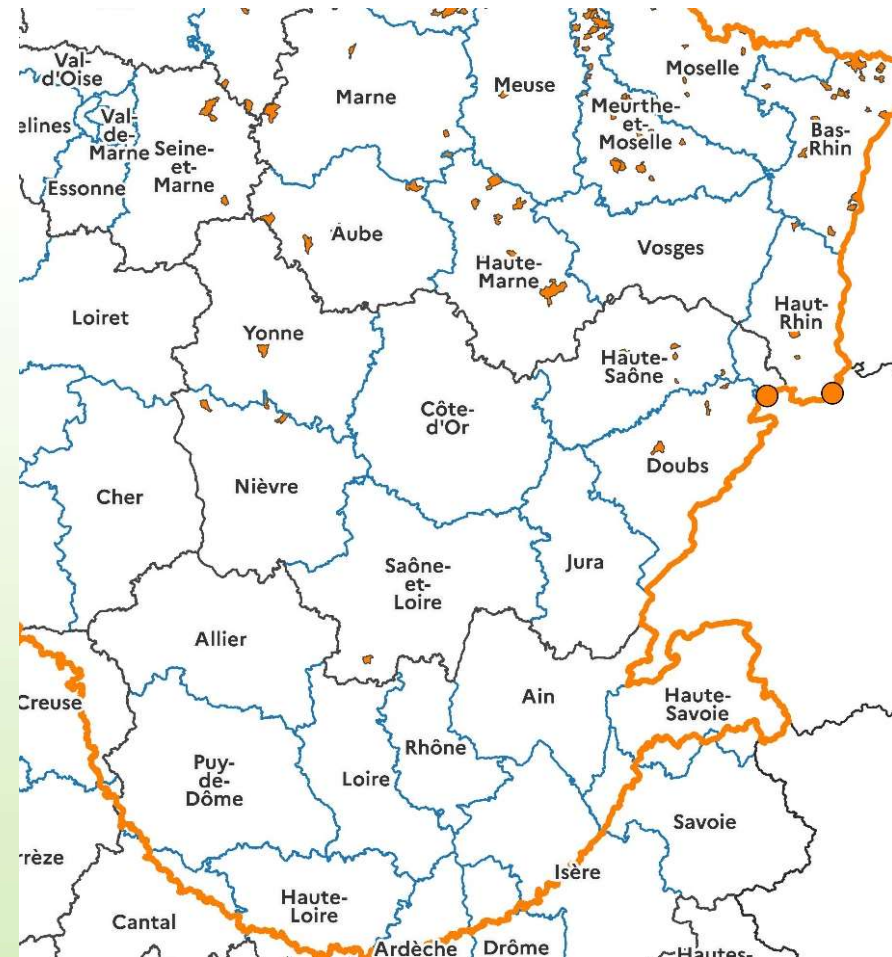 Val-
d'Oise
Moselle
Marne
Meuse
Meurthe-
et-
Moselle
elines
Val-
de-
Marne
Seine-
et-
Marne
Bas-
Rhin
Essonne
Aube
Vosges
Haute-
Marne
Haut-
Rhin
Loiret
Yonne
Haute-
Saône
Côte-
d'Or
Doubs
Cher
Nièvre
Saône-
et-
Loire
Jura
Allier
Creuse
Ain
Haute-
Savoie
Rhône
Puy-
de-
Dôme
Loire
Savoie
rrèze
Isère
Haute-
Loire
Cantal
Ardèche
Drôme
Hautes-